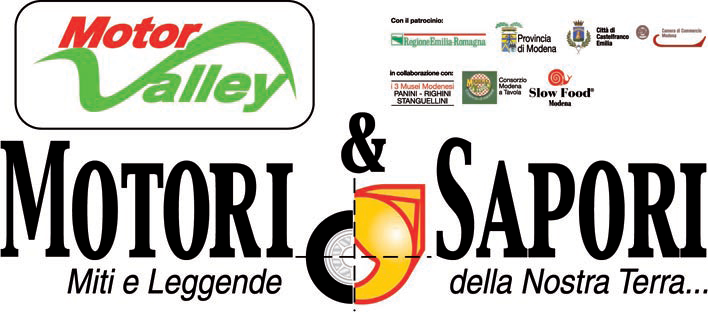 Motor
Valley
Con il patrocinio:
Regione Emilia-Romagna
Provincia
di Modena
Città di
Castelfranco
Emilia
Camera di Commercio
Modena
in collaborazione con:
i 3 Musei Modenesi
PANINI - RIGHINI
STANGUELLINI
Consorzio
Modena
a Tavola
Slow Food®
Modena
MOTORI & SAPORI
Miti e Leggende della Nostra Terra...